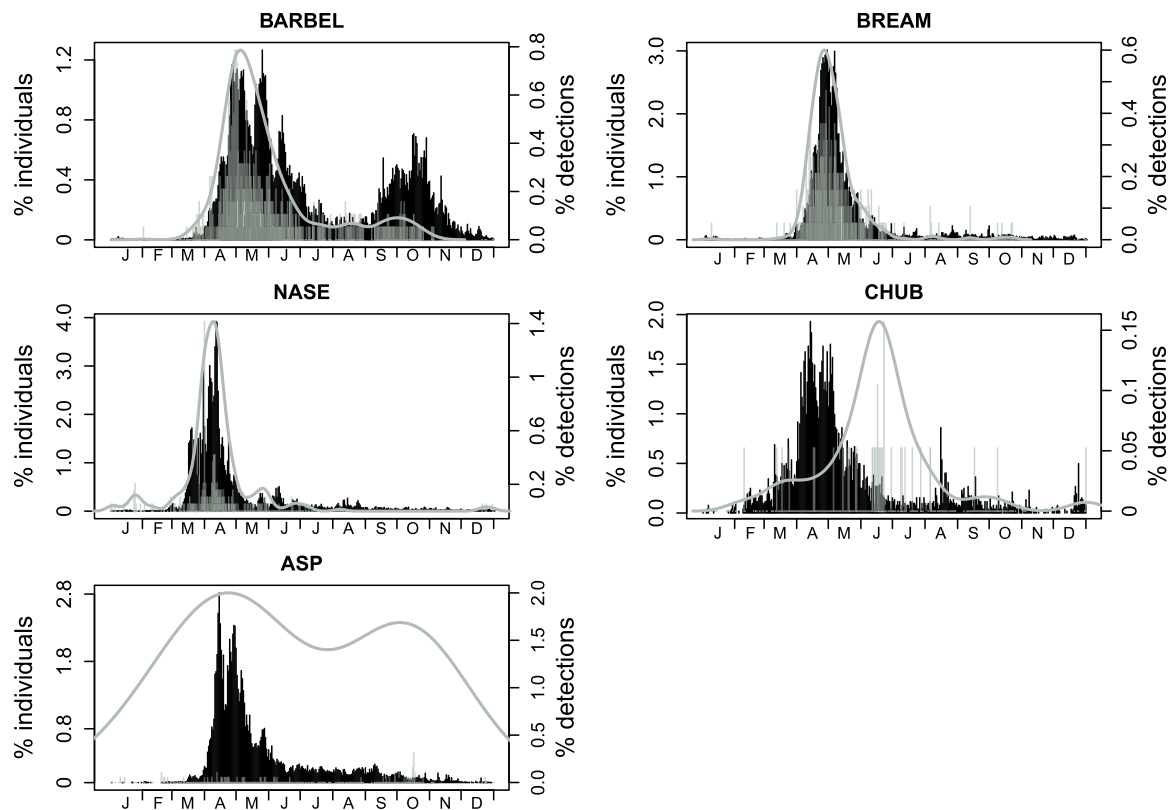 BARBEL
% individuals
0 0.4 0.8 1.2
0.0 0.2 0.4 0.6 0.8
% detections
J F M A M J J A S O N D
BREAM
% individuals
0 1.0 2.0 3.0
0.0 0.2 0.4 0.6
% detections
J F M A M J J A S O N D
NASE
% individuals
0 1.0 2.0 3.0 4.0
0.2 0.6 1 1.4
% detections
J F M A M J J A S O N D
CHUB
% individuals
0.0 0.5 1.0 1.5 2.0
0 0.05 0.1 0.15
% detections
J F M A M J J A S O N D
ASP
% individuals
0 0.8 1.8 2.8
0.0 0.5 1.0 1.5 2.0
% detections
J F M A M J J A S O N D